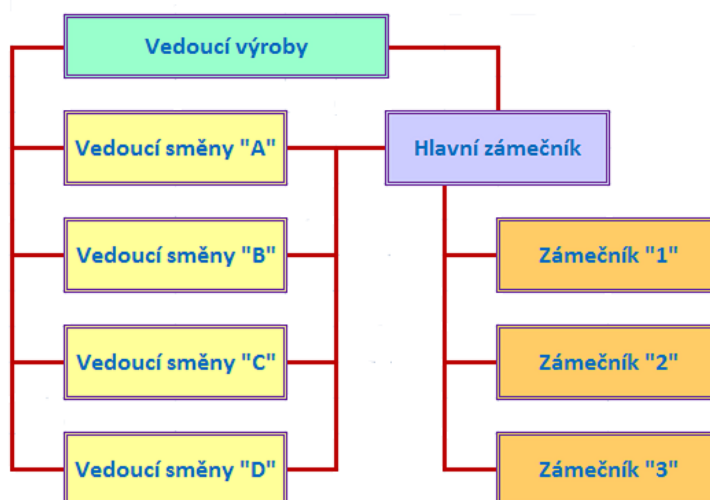 Vedoucí výroby
Vedoucí směny "A"
Hlavní zámečník
Vedoucí směny "B"
Zámečník "1"
Vedoucí směny "C"
Zámečník "2"
Vedoucí směny "D"
Zámečník "3"